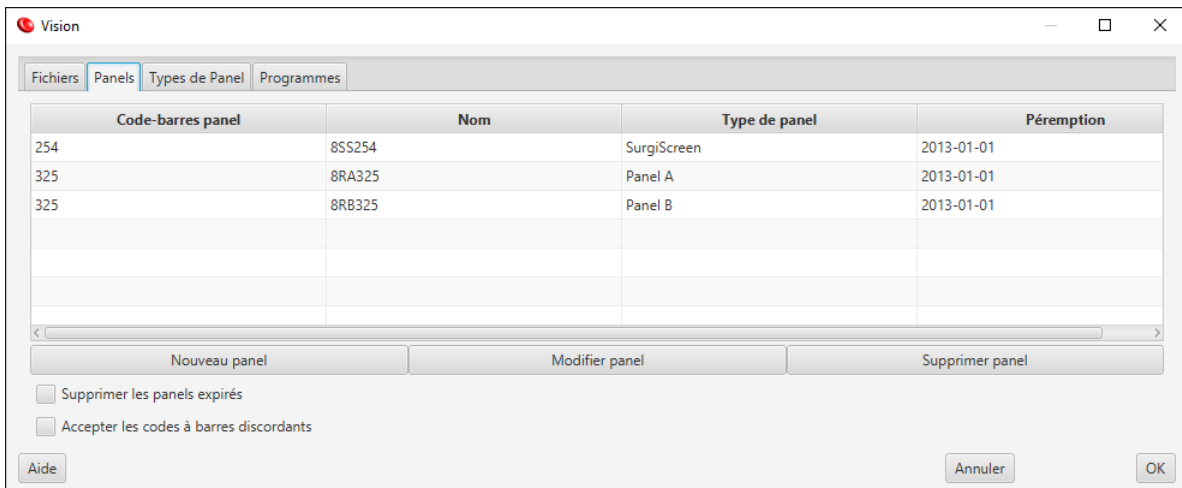 Vision
Fichiers Panels Types de Panel Programmes
Code-barres panel Nom Type de panel Péremption
254 8SS254 SurgiScreen 2013-01-01
325 8RA325 Panel A 2013-01-01
325 8RB325 Panel B 2013-01-01
Nouveau panel Modifier panel Supprimer panel
Supprimer les panels expirés
Accepter les codes à barres discordants
Aide Annuler OK